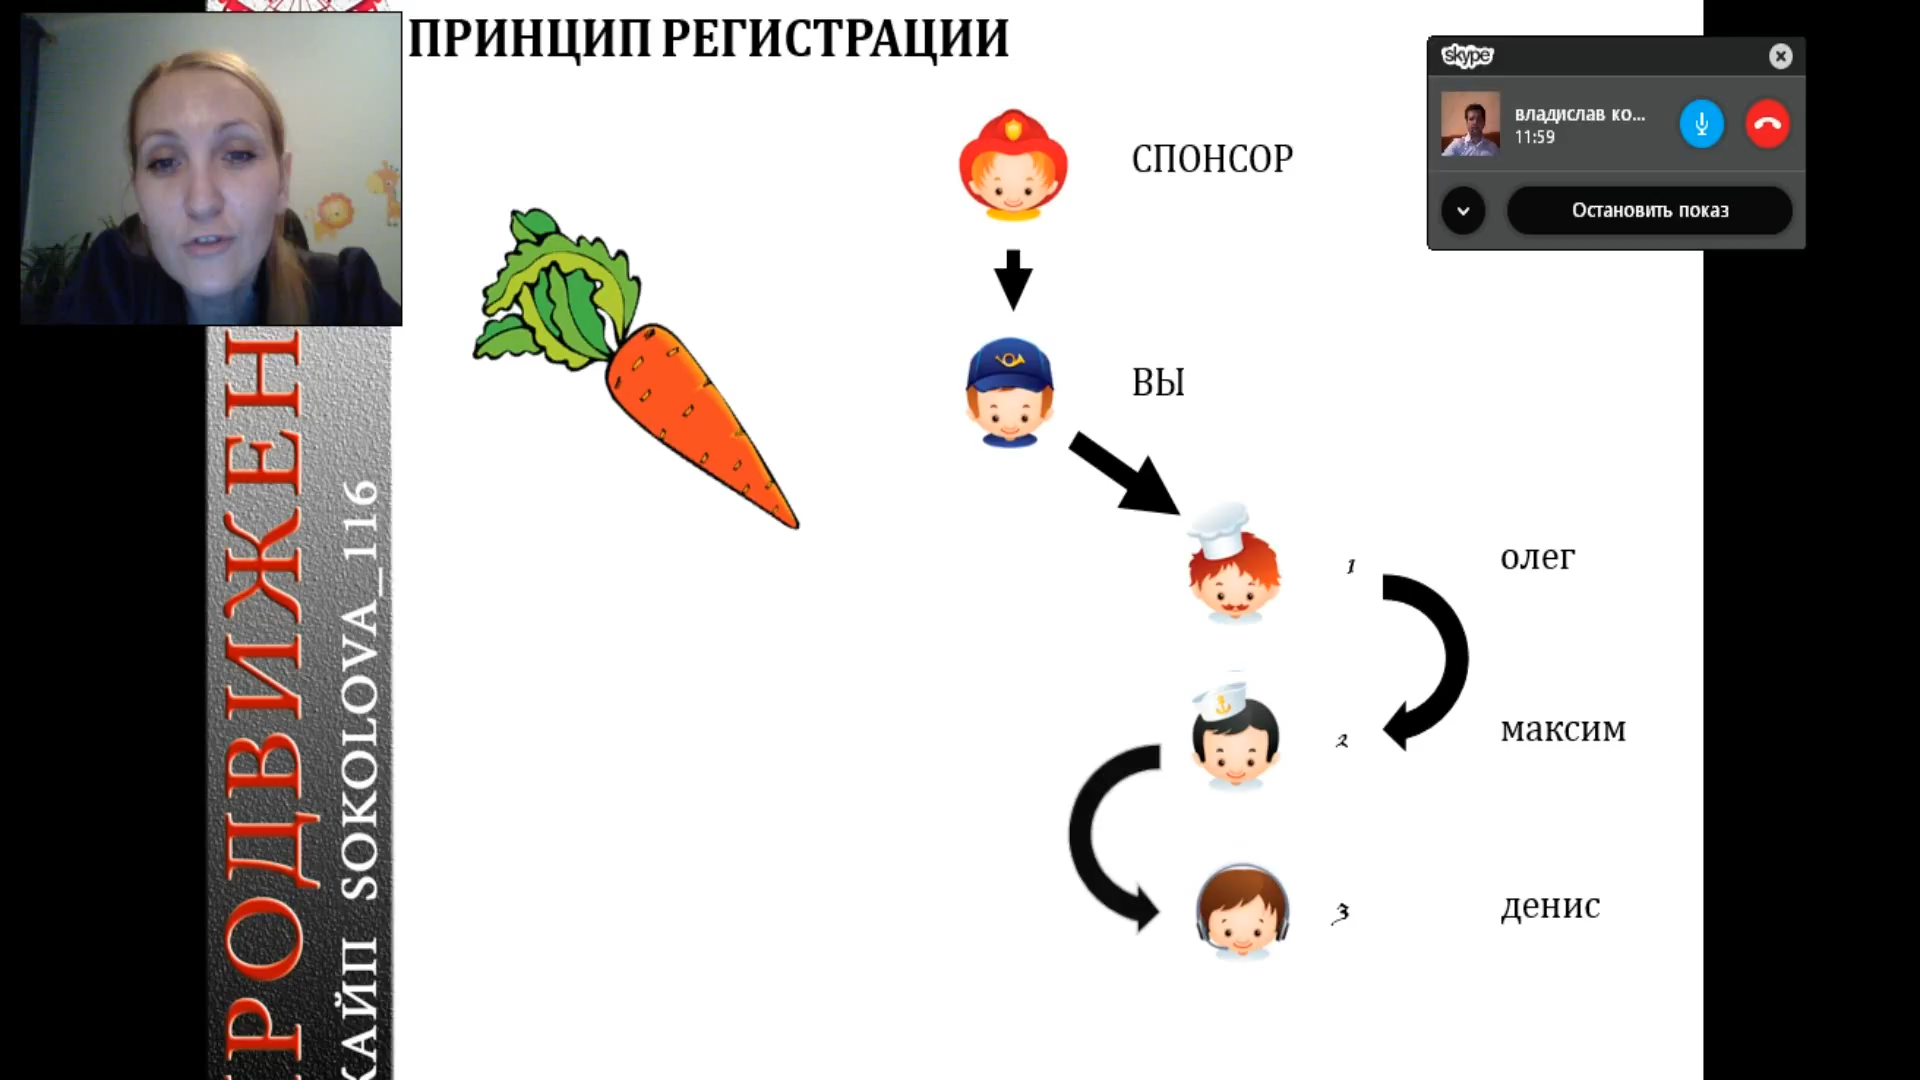 ПРИНЦИП РЕГИСТРАЦИИ
skype
владислав ко...
11:59
Остановить показ
СПОНСОР
ВЫ
1
олег
2
максим
3
денис
РОДВИЖЕН
КАЙП SOKOLOVA_116